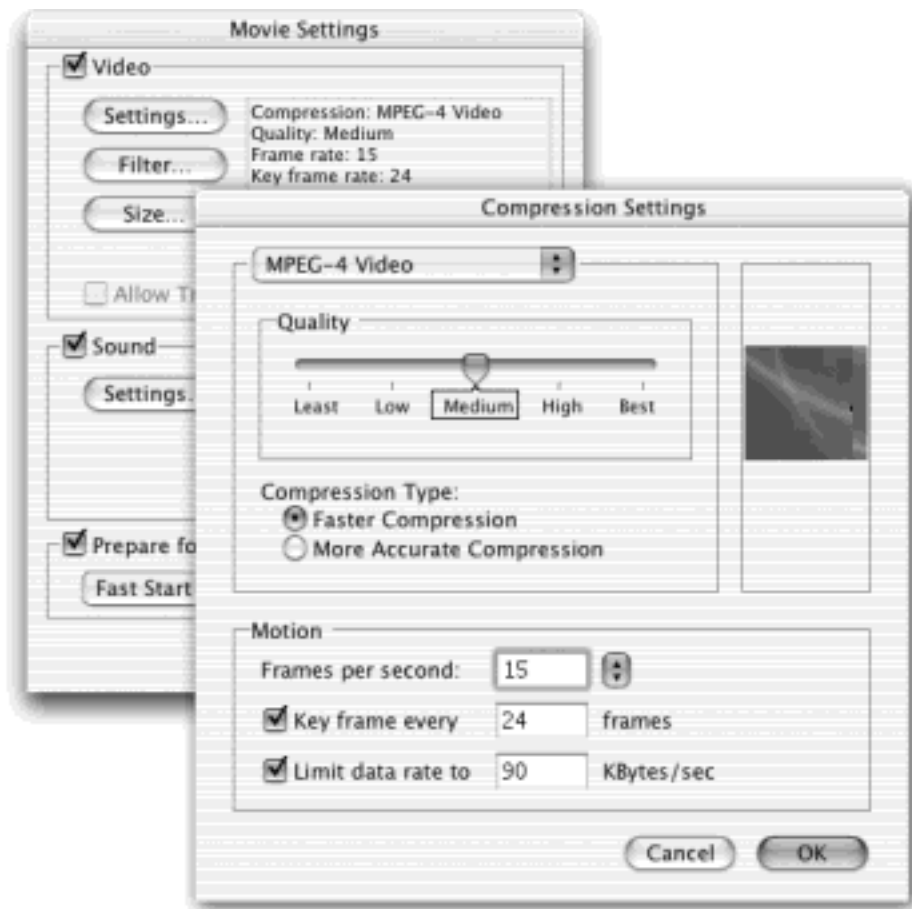 Movie Settings
Video
Settings...
Compression: MPEG-4 Video
Quality: Medium
Frame rate: 15
Key frame rate: 24
Filter...
Size...
Allow
Sound
Settings.
Prepare
Fast Start
Compression Settings
MPEG-4 Video
Quality
Least Low Medium High Best
Compression Type:
Faster Compression
More Accurate Compression
Motion
Frames per second: 15
Key frame every 24 frames
Limit data rate to 90 KBytes/sec
Cancel OK